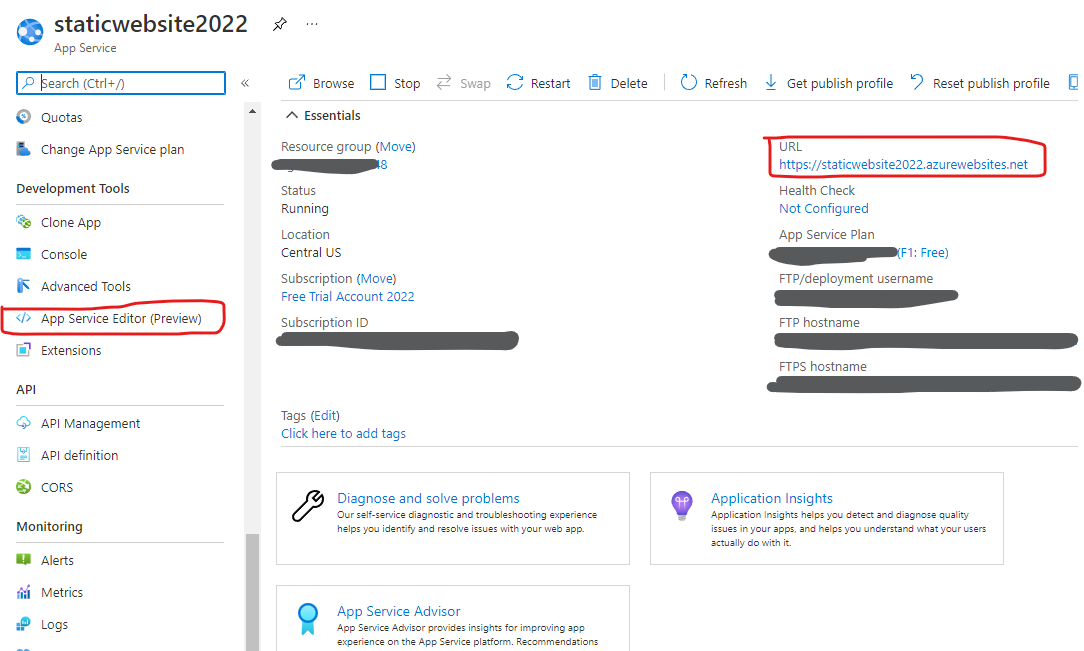 staticwebsite2022
App Service
Search (Ctrl+/)
«
Quotas
Change App Service plan
Development Tools
Clone App
Console
Advanced Tools
App Service Editor (Preview)
Extensions
API
API Management
API definition
CORS
Monitoring
Alerts
Metrics
Logs
Browse
Stop
Swap
Restart
Delete
Refresh
Get publish profile
Reset publish profile
Essentials
Resource group (Move)
48
Status
Running
Location
Central US
Subscription (Move)
Free Trial Account 2022
Subscription ID
URL
https://staticwebsite2022.azurewebsites.net
Health Check
Not Configured
App Service Plan
(F1: Free)
FTP/deployment username
FTP hostname
FTPS hostname
Tags (Edit)
Click here to add tags
Diagnose and solve problems
Our self-service diagnostic and troubleshooting experience
helps you identify and resolve issues with your web app.
Application Insights
Application Insights helps you detect and diagnose quality
issues in your apps, and helps you understand what your users
actually do with it.
App Service Advisor
App Service Advisor provides insights for improving app
experience on the App Service platform. Recommendations